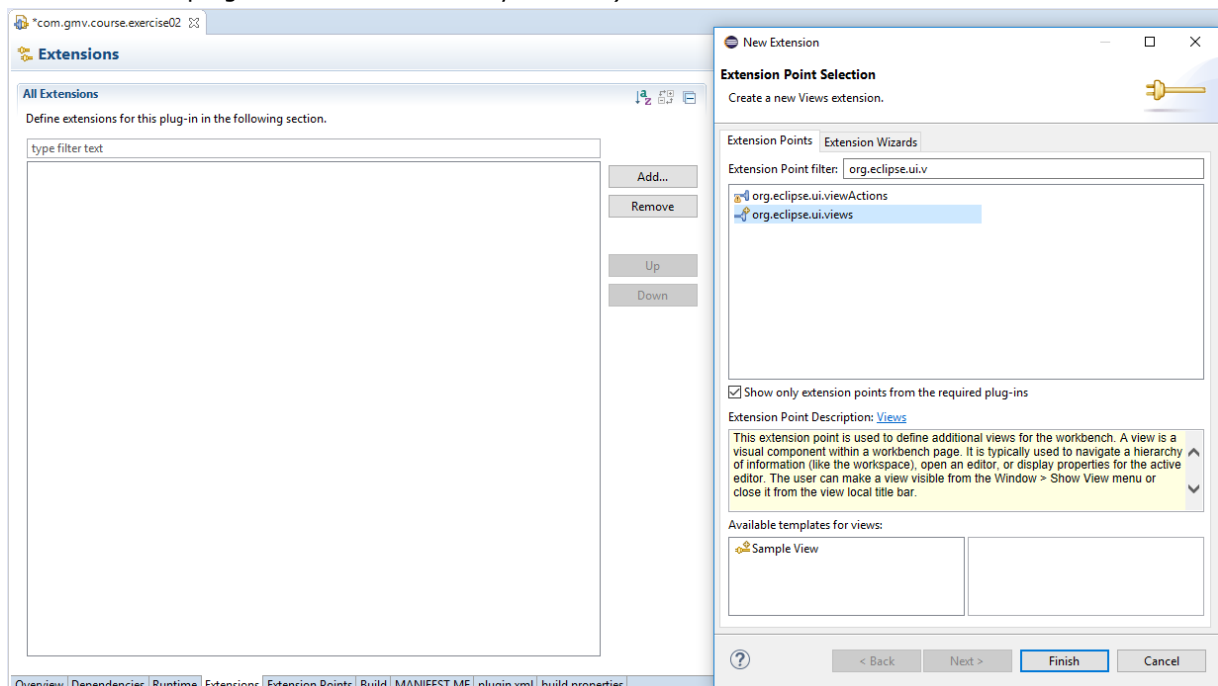 *com.gmv.course.exercise02
Extensions
All Extensions
Define extensions for this plug-in in the following section.
type filter text
Add...
Remove
Up
Down
Overview Dependencies Runtime Extensions Extension Points Build MANIFEST.MF plugin.xml build.properties
New Extension
Extension Point Selection
Create a new Views extension.
Extension Points Extension Wizards
Extension Point filter: org.eclipse.ui.v
org.eclipse.ui.viewActions
org.eclipse.ui.views
Show only extension points from the required plug-ins
Extension Point Description: Views
This extension point is used to define additional views for the workbench. A view is a
visual component within a workbench page. It is typically used to navigate a hierarchy
of information (like the workspace), open an editor, or display properties for the active
editor. The user can make a view visible from the Window > Show View menu or
close it from the view local title bar.
Available templates for views:
Sample View
< Back Next > Finish Cancel